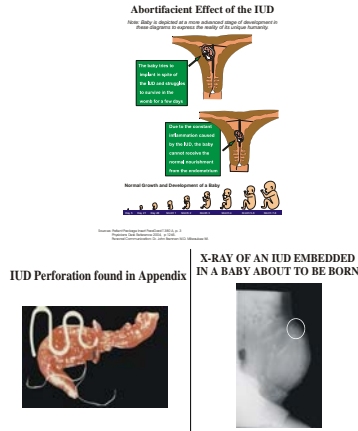 Abortifacient Effect of the IUD
Note: Baby is depicted at a more advanced stage of development in
these diagrams to express the reality of its unique humanity.
The baby tries to
implant in spite of
the IUD and struggles
to survive in the
womb for a few days
Due to the constant
inflammation caused
by the IUD, the baby
cannot receive the
normal nourishment
from the endometrium
Normal Growth and Development of a Baby
IUD Perforation found in Appendix
X-RAY OF AN IUD EMBEDDED
IN A BABY ABOUT TO BE BORN